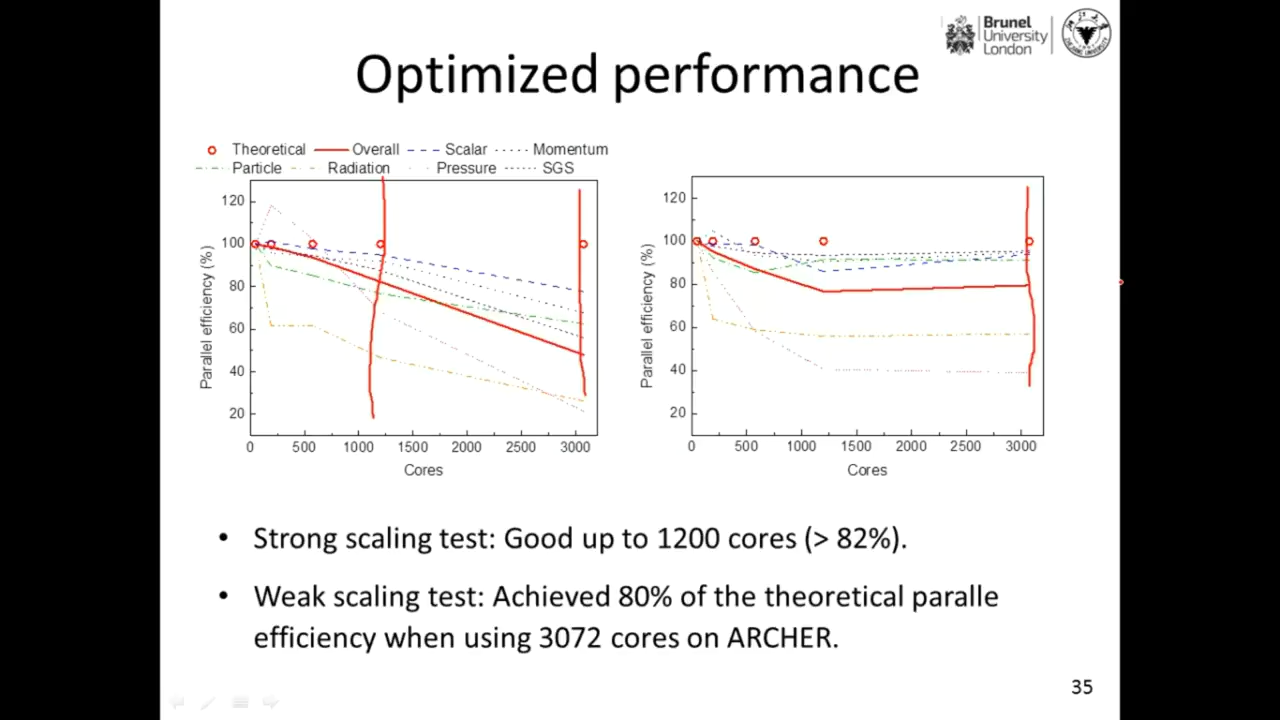 Brunel
University
London
Optimized performance
Theoretical Overall Scalar Momentum
Particle Radiation Pressure SGS
120
100
80
60
40
20
Parallel efficiency (%)
0 500 1000 1500 2000 2500 3000
Cores
120
100
80
60
40
20
Parallel efficiency (%)
0 500 1000 1500 2000 2500 3000
Cores
• Strong scaling test: Good up to 1200 cores (> 82%).
• Weak scaling test: Achieved 80% of the theoretical paralle
efficiency when using 3072 cores on ARCHER.
35